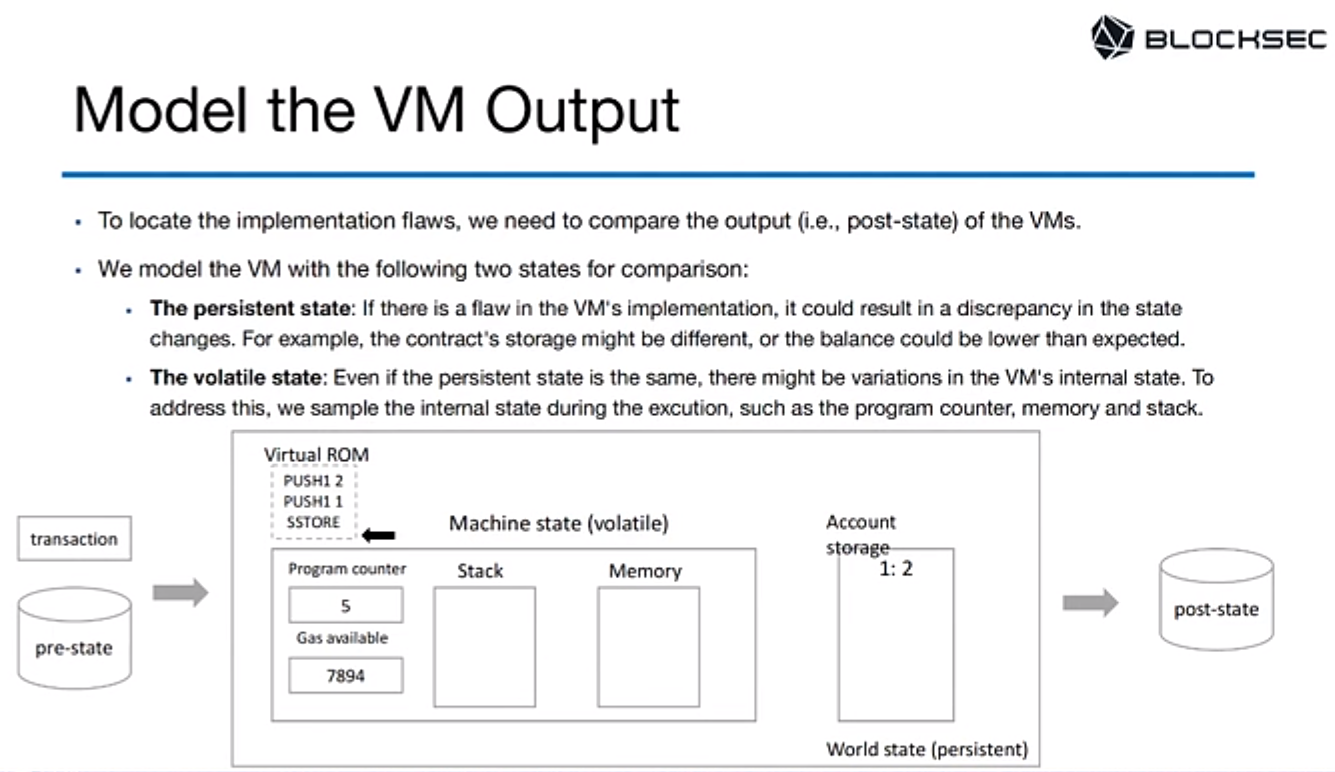 BLOCKSEC
Model the VM Output
• To locate the implementation flaws, we need to compare the output (i.e., post-state) of the VMs.
• We model the VM with the following two states for comparison:
• The persistent state: If there is a flaw in the VM's implementation, it could result in a discrepancy in the state
changes. For example, the contract's storage might be different, or the balance could be lower than expected.
• The volatile state: Even if the persistent state is the same, there might be variations in the VM's internal state. To
address this, we sample the internal state during the excution, such as the program counter, memory and stack.
transaction
pre-state
Virtual ROM
PUSH1 2
PUSH1 1
SSTORE
Machine state (volatile)
Program counter
5
Gas available
7894
Stack
Memory
Account
storage
1: 2
World state (persistent)
post-state